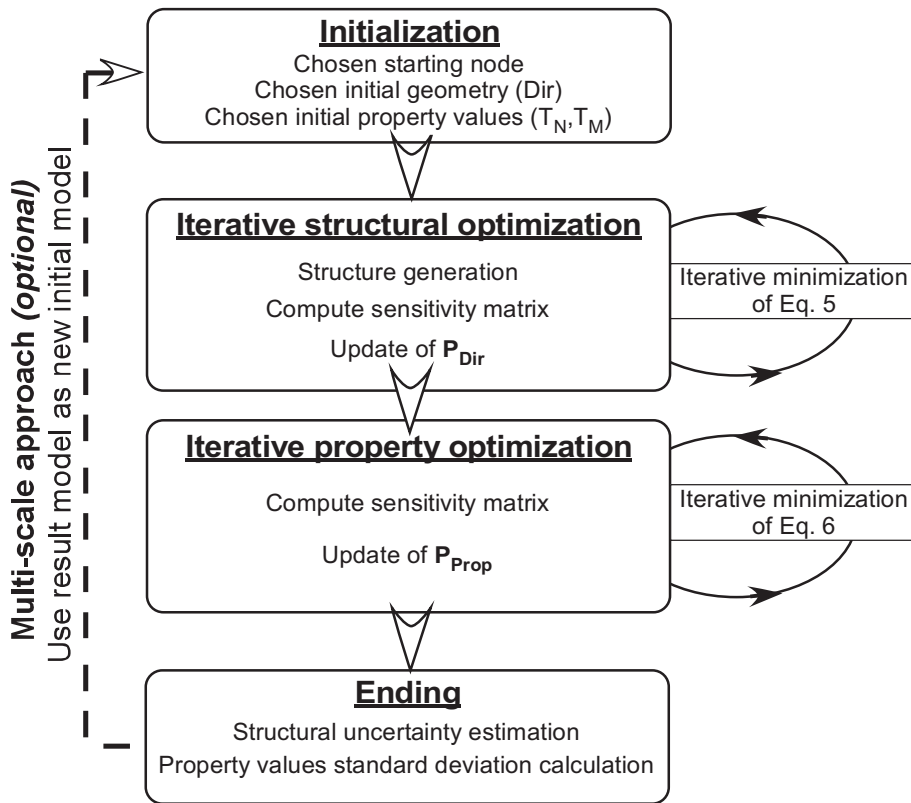 Initialization
Chosen starting node
Chosen initial geometry (Dir)
Chosen initial property values (T_N,T_M)
Iterative structural optimization
Structure generation
Compute sensitivity matrix
Update of P_Dir
Iterative minimization
of Eq. 5
Iterative property optimization
Compute sensitivity matrix
Update of P_Prop
Iterative minimization
of Eq. 6
Ending
Structural uncertainty estimation
Property values standard deviation calculation
Multi-scale approach (optional)
Use result model as new initial model